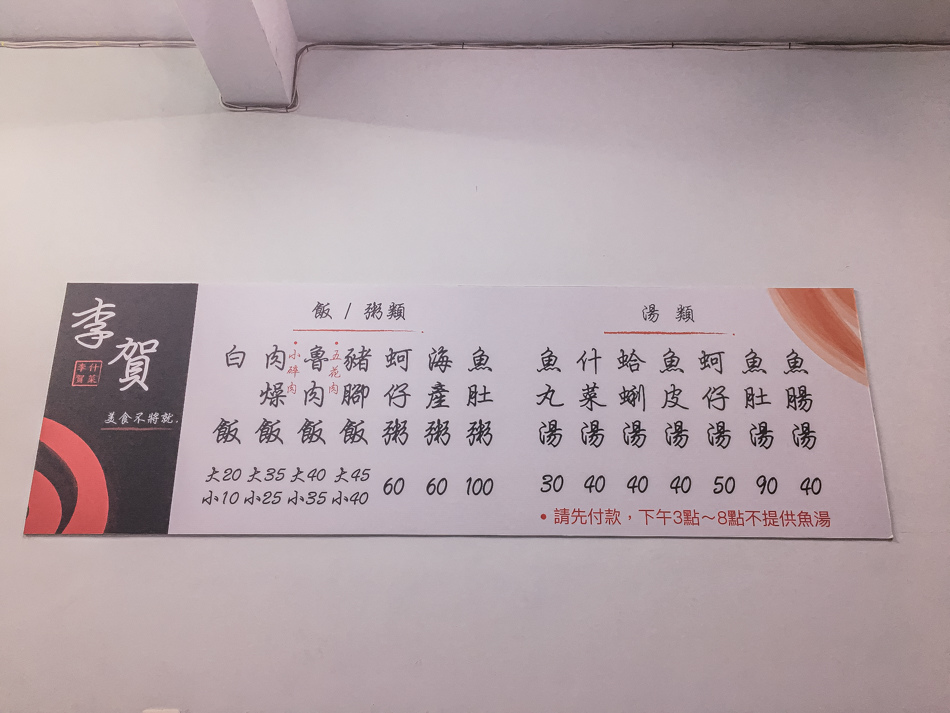 李賀
什菜
李賀
美食不將就.
飯 / 粥類
白飯 大20 小10
肉燥飯 大35 小25
•小碎肉
魯肉飯 大40 小35
•五花肉
豬腳飯 大45 小40
蚵仔粥 60
海產粥 60
魚肚粥 100
湯 類
魚丸湯 30
什菜湯 40
蛤蜊湯 40
魚皮湯 40
蚵仔湯 50
魚肚湯 90
魚腸湯 40
•請先付款，下午3點～8點不提供魚湯